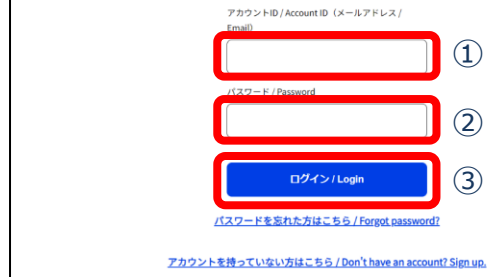 アカウントID / Account ID（メールアドレス /
Email)
①
パスワード / Password
②
ログイン / Login
③
パスワードを忘れた方はこちら / Forgot password?
アカウントを持っていない方はこちら / Don't have an account? Sign up.